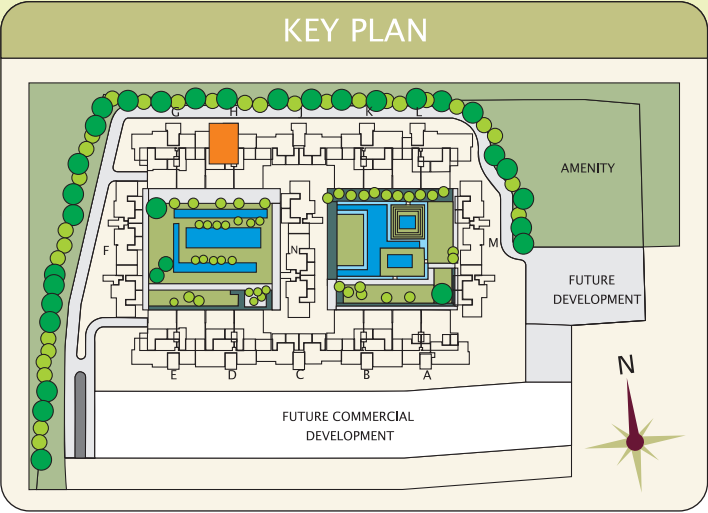 KEY PLAN
G H J K L
AMENITY
F N M
FUTURE
DEVELOPMENT
E D C B A
FUTURE COMMERCIAL
DEVELOPMENT
N